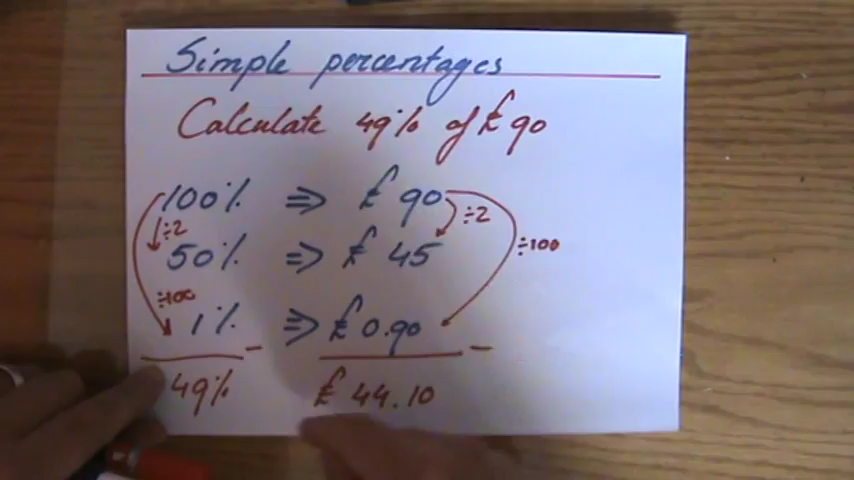 Simple percentages
Calculate 49% of £90
100% ⇒ £90
÷2 ÷2
50% ⇒ £45
÷100
÷100
1% ⇒ £0.90
− −
49% £44.10